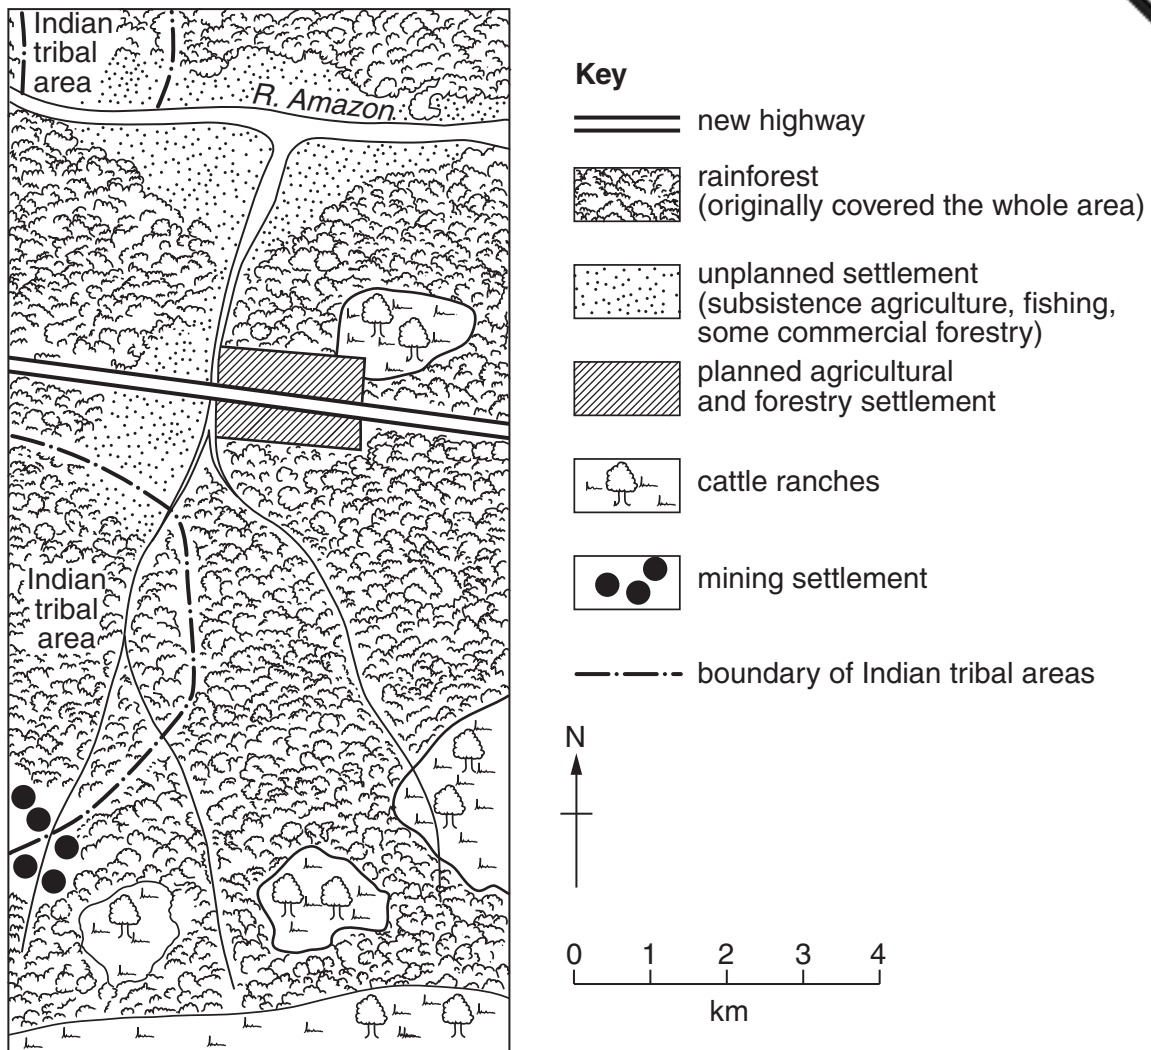 Indian
tribal
area
R. Amazon
Indian
tribal
area
Key
new highway
rainforest
(originally covered the whole area)
unplanned settlement
(subsistence agriculture, fishing,
some commercial forestry)
planned agricultural
and forestry settlement
cattle ranches
mining settlement
boundary of Indian tribal areas
N
0 1 2 3 4
km